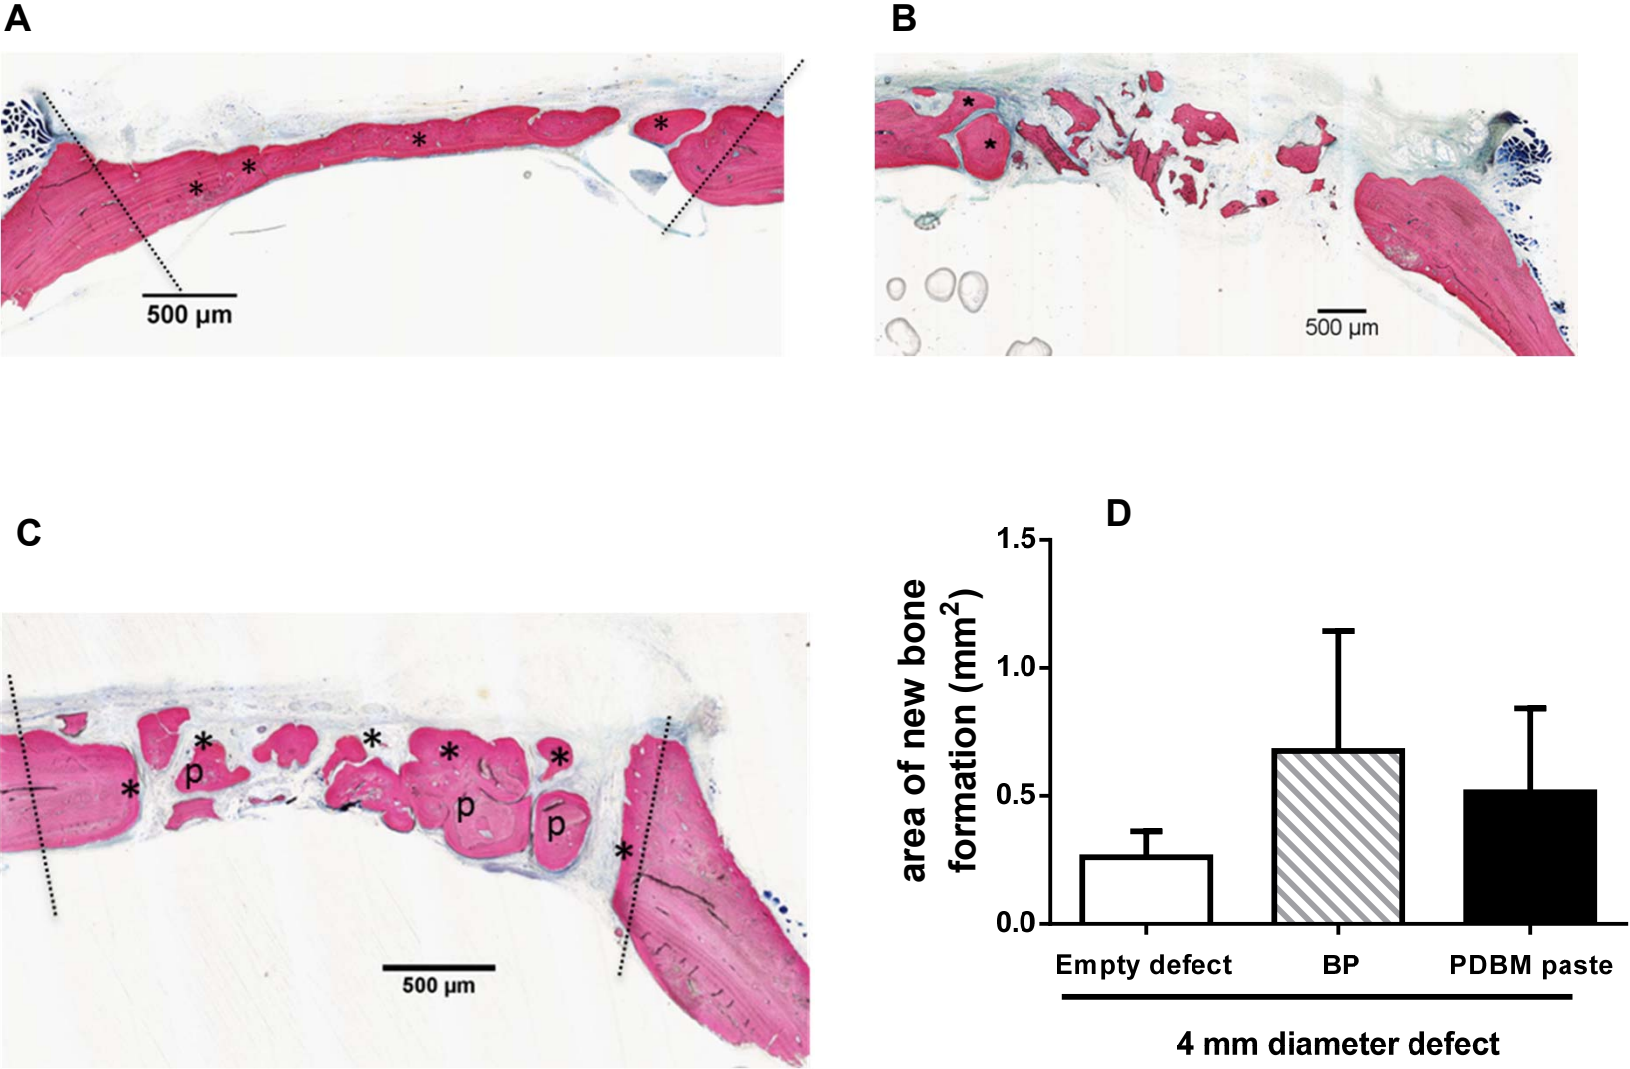 A
B
*
*
*
*
500 µm
*
*
500 µm
C
*
*
*
*
*
*
p
p
p
500 µm
D
area of new bone
formation (mm2)
1.5
1.0
0.5
0.0
Empty defect
BP
PDBM paste
4 mm diameter defect